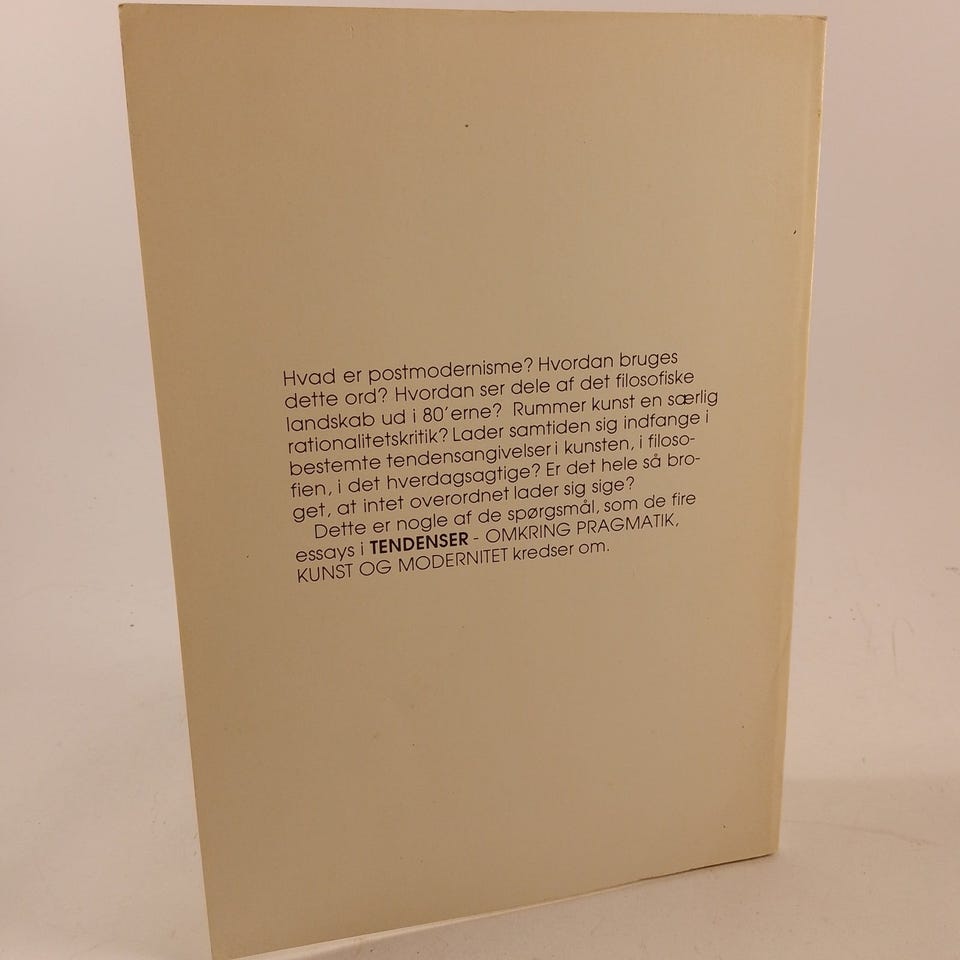 Hvad er postmodernisme? Hvordan bruges
dette ord? Hvordan ser dele af det filosofiske
landskab ud i 80'erne? Rummer kunst en særlig
rationalitetskritik? Lader samtiden sig indfange i
bestemte tendensangivelser i kunsten, i filoso-
fien, i det hverdagsagtige? Er det hele så bro-
get, at intet overordnet lader sig sige?
Dette er nogle af de spørgsmål, som de fire
essays i TENDENSER - OMKRING PRAGMATIK,
KUNST OG MODERNITET kredser om.